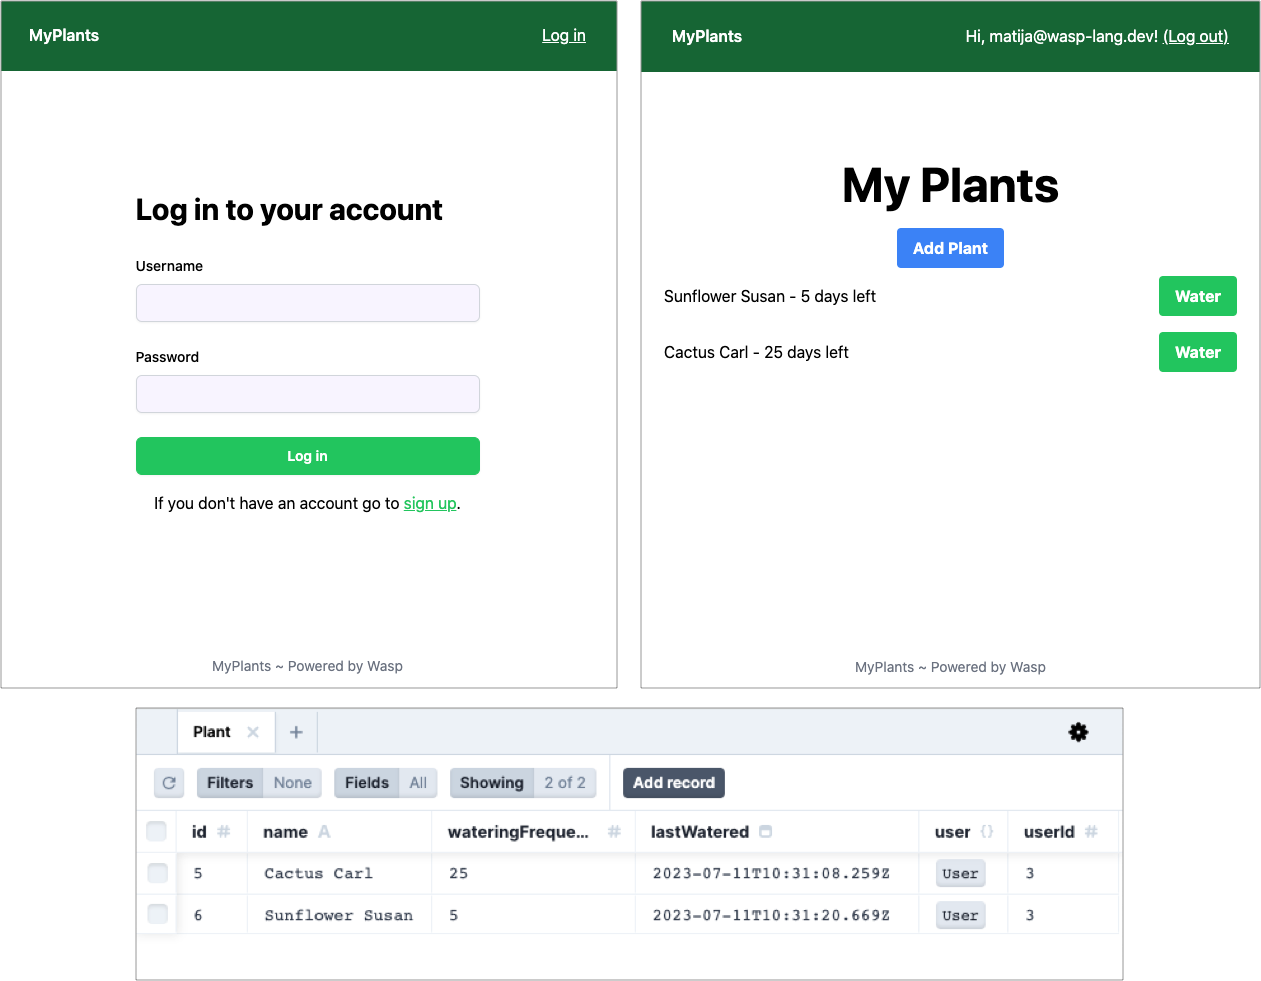 MyPlants Log in
Log in to your account
Username
Password
Log in
If you don't have an account go to sign up.
MyPlants ~ Powered by Wasp
MyPlants Hi, matija@wasp-lang.dev! (Log out)
My Plants
Add Plant
Sunflower Susan - 5 days left Water
Cactus Carl - 25 days left Water
MyPlants ~ Powered by Wasp
Plant × +
Filters None Fields All Showing 2 of 2 Add record
id # name A wateringFreque... # lastWatered user {} userId #
5 Cactus Carl 25 2023-07-11T10:31:08.259Z User 3
6 Sunflower Susan 5 2023-07-11T10:31:20.669Z User 3